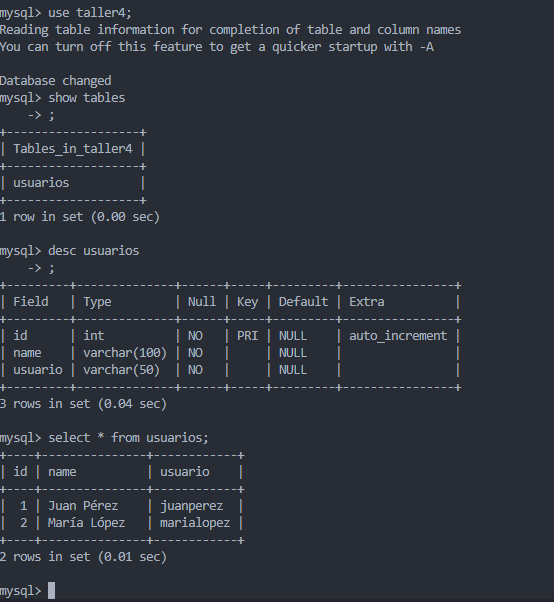 mysql> use taller4;
Reading table information for completion of table and column names
You can turn off this feature to get a quicker startup with -A

Database changed
mysql> show tables
    -> ;
+-------------------+
| Tables_in_taller4 |
+-------------------+
| usuarios          |
+-------------------+
1 row in set (0.00 sec)

mysql> desc usuarios
    -> ;
+---------+--------------+------+-----+---------+----------------+
| Field   | Type         | Null | Key | Default | Extra          |
+---------+--------------+------+-----+---------+----------------+
| id      | int          | NO   | PRI | NULL    | auto_increment |
| name    | varchar(100) | NO   |     | NULL    |                |
| usuario | varchar(50)  | NO   |     | NULL    |                |
+---------+--------------+------+-----+---------+----------------+
3 rows in set (0.04 sec)

mysql> select * from usuarios;
+----+--------------+------------+
| id | name         | usuario    |
+----+--------------+------------+
|  1 | Juan Pérez   | juanperez  |
|  2 | María López  | marialopez |
+----+--------------+------------+
2 rows in set (0.01 sec)

mysql>